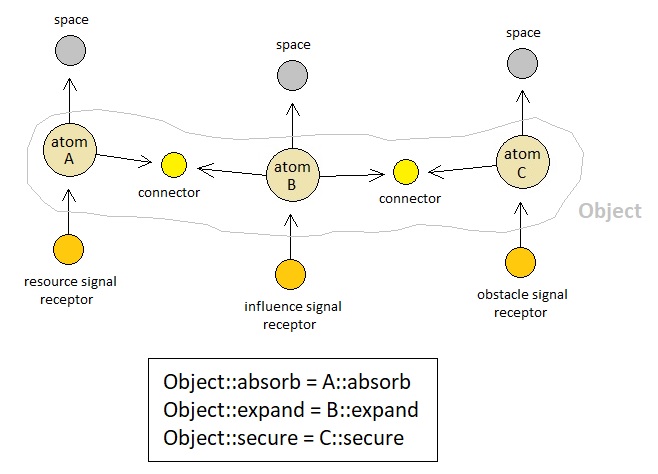 space
space
space
atom
A
atom
B
atom
C
connector
connector
Object
resource signal
receptor
influence signal
receptor
obstacle signal
receptor
Object::absorb = A::absorb
Object::expand = B::expand
Object::secure = C::secure